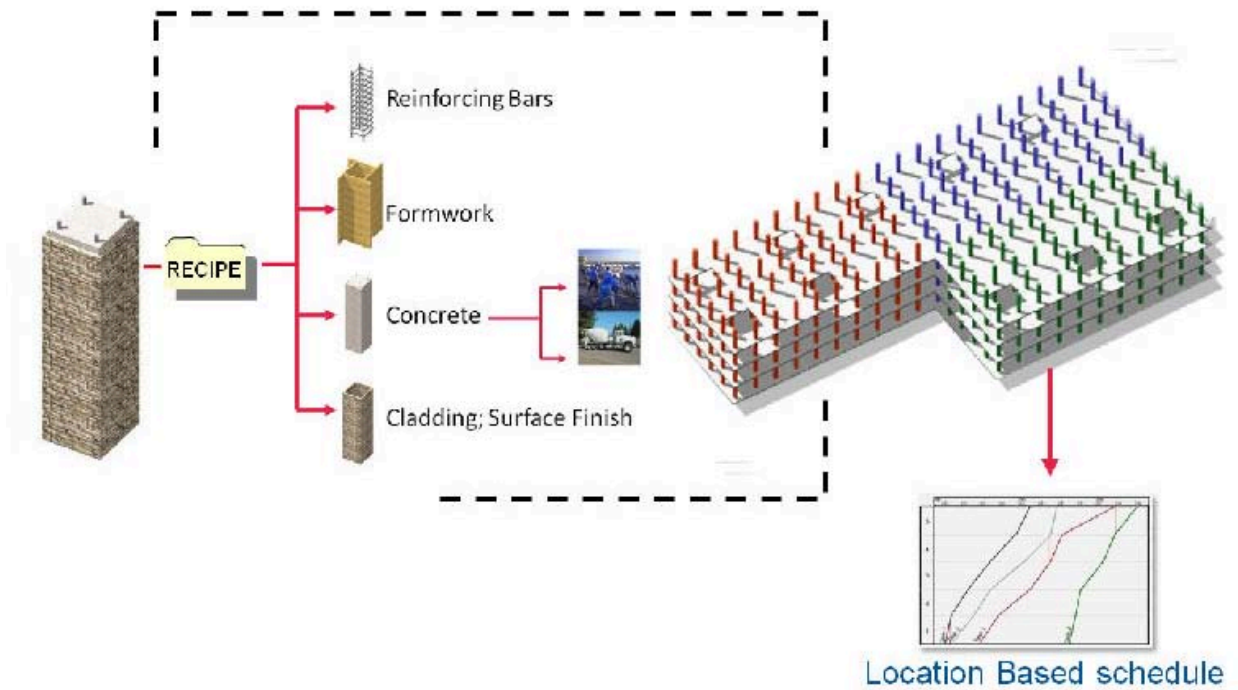 RECIPE
Reinforcing Bars
Formwork
Concrete
Cladding; Surface Finish
Location Based schedule